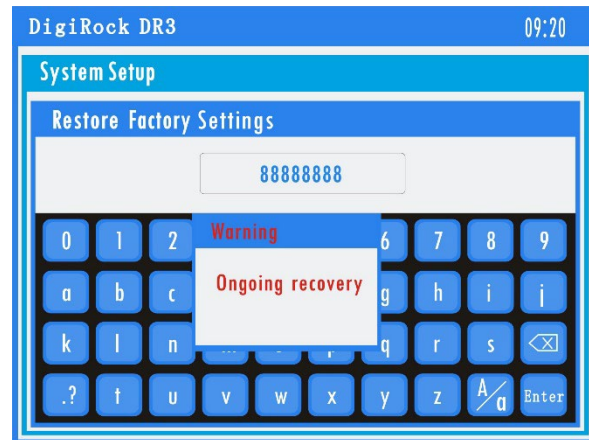 DigiRock DR3 09:20
System Setup
Restore Factory Settings
88888888
Warning
Ongoing recovery
0 1 2 6 7 8 9
a b c g h i j
k l n q r s
.? t u v w x y z A/a Enter